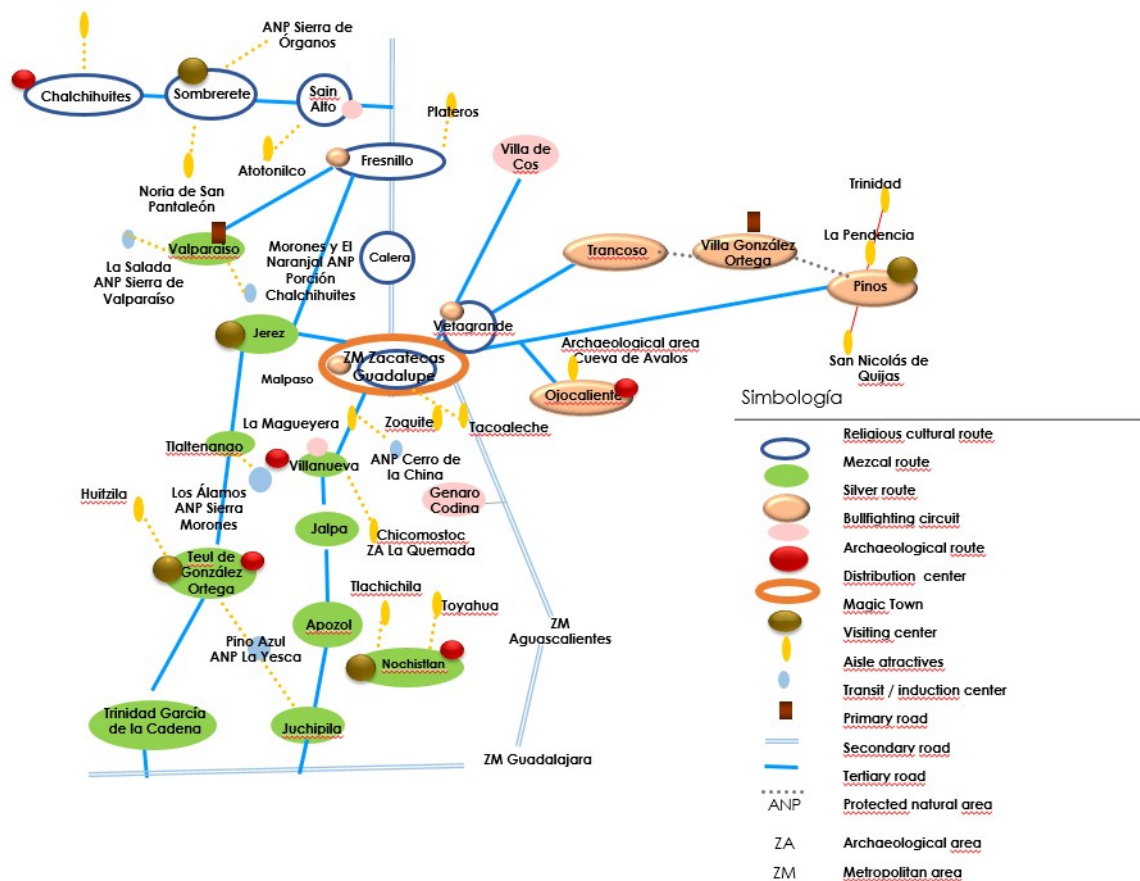 ANP Sierra de
Órganos
Chalchihuites
Sombrerete
Sain
Alto
Plateros
Atotonilco
Fresnillo
Villa de
Cos
Noria de San
Pantaleón
Trinidad
Valparaíso
La Salada
ANP Sierra de
Valparaíso
Morones y El
Naranjal ANP
Porción
Chalchihuites
Calera
Trancoso
Villa González
Ortega
La Pendencia
Pinos
Jerez
Vetagrande
ZM Zacatecas
Guadalupe
Malpaso
Archaeological area
Cueva de Avalos
Ojocaliente
San Nicolás de
Quijas
La Magueyera
Zoquite
Tacoaleche
Tlaltenango
Villanueva
ANP Cerro de
la China
Genaro
Codina
Huitzila
Los Álamos
ANP Sierra
Morones
Jalpa
Chicomostoc
ZA La Quemada
Teul de
González
Ortega
Tlachichila
Toyahua
Apozol
Nochistlan
ZM
Aguascalientes
Pino Azul
ANP La Yesca
Trinidad García
de la Cadena
Juchipila
ZM Guadalajara
Simbología
Religious cultural route
Mezcal route
Silver route
Bullfighting circuit
Archaeological route
Distribution center
Magic Town
Visiting center
Aisle atractives
Transit / induction center
Primary road
Secondary road
Tertiary road
ANP Protected natural area
ZA Archaeological area
ZM Metropolitan area